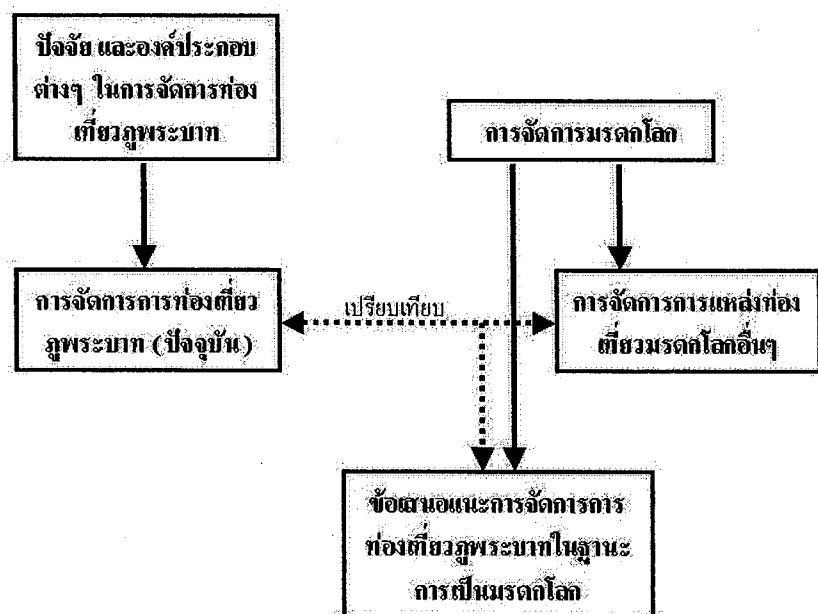 ปัจจัย และองค์ประกอบ
ต่างๆ ในการจัดการท่อง
เที่ยวภูพระบาท
การจัดการมรดกโลก
การจัดการการท่องเที่ยว
ภูพระบาท (ปัจจุบัน)
เปรียบเทียบ
การจัดการการแหล่งท่อง
เที่ยวมรดกโลกอื่นๆ
ข้อเสนอแนะการจัดการการ
ท่องเที่ยวภูพระบาทในฐานะ
การเป็นมรดกโลก